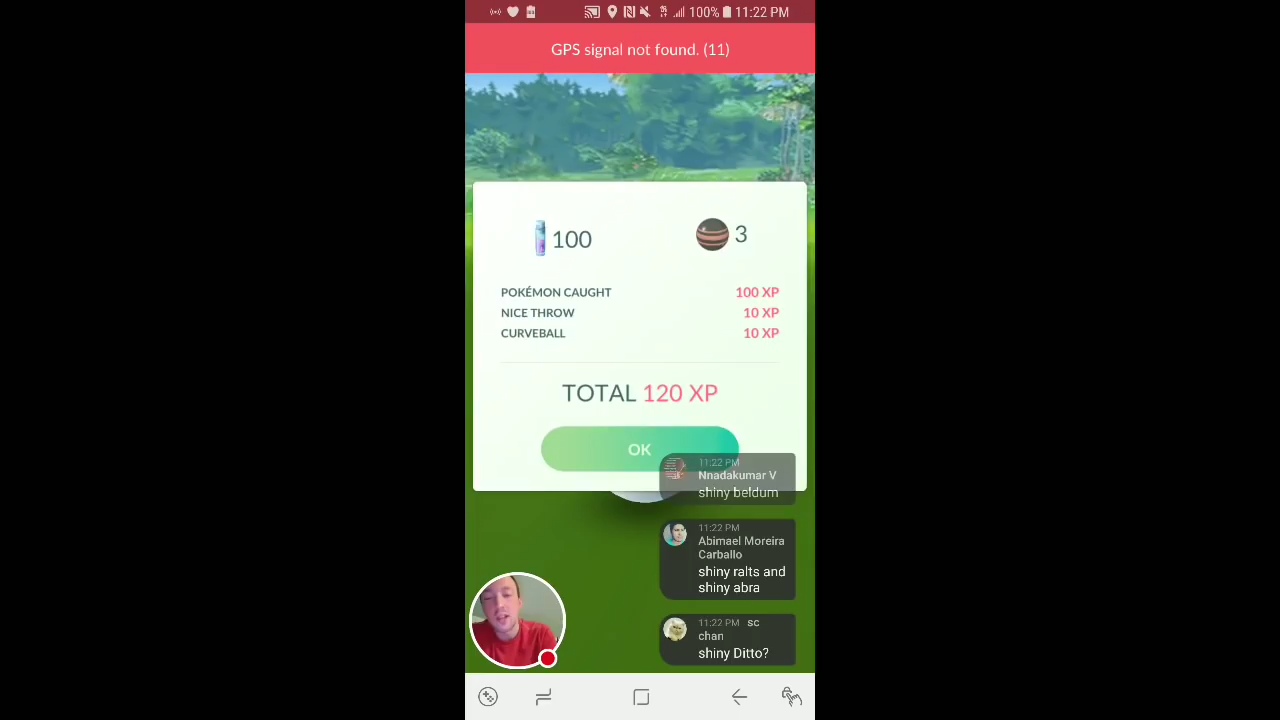 100% 11:22 PM
GPS signal not found. (11)
100
3
POKÉMON CAUGHT 100 XP
NICE THROW 10 XP
CURVEBALL 10 XP
TOTAL 120 XP
OK
11:22 PM
Nnadakumar V
shiny beldum
11:22 PM
Abimael Moreira
Carballo
shiny ralts and
shiny abra
11:22 PM sc
chan
shiny Ditto?